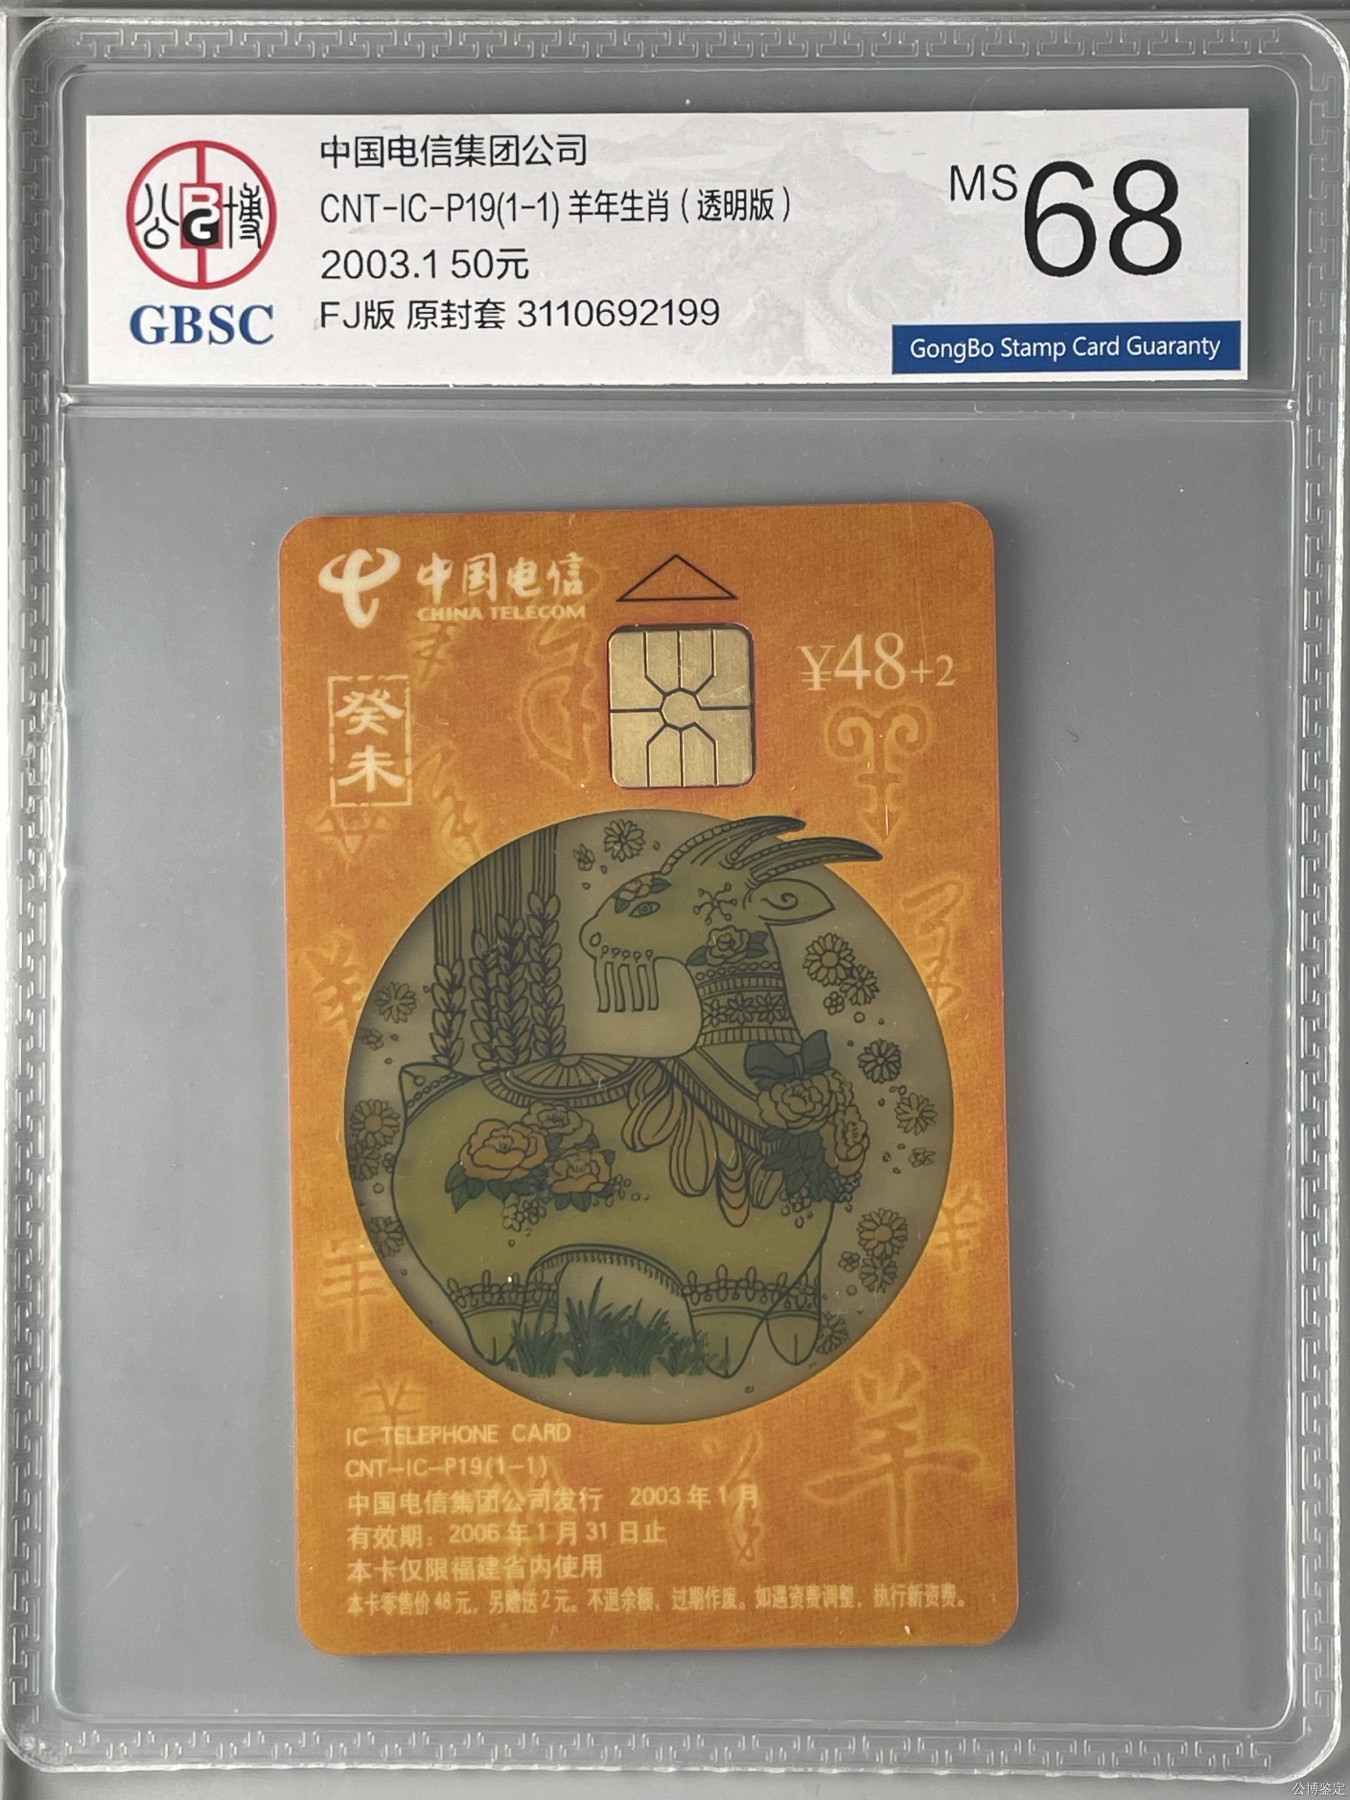 中国电信集团公司
CNT-IC-P19(1-1) 羊年生肖（透明版）
2003.1 50元
FJ版 原封套 3110692199
MS 68
公博
BG
GBSC
GongBo Stamp Card Guaranty
中国电信
CHINA TELECOM
¥48+2
癸未
羊
羊
IC TELEPHONE CARD
CNT-IC-P19(1-1)
中国电信集团公司发行 2003年1月
有效期：2006年1月31日止
本卡仅限福建省内使用
本卡零售价48元，另赠送2元。不退余额，过期作废。如遇资费调整，执行新资费。
公博鉴定